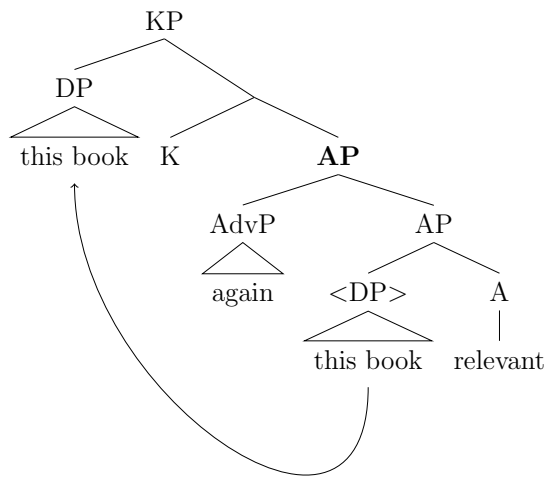 KP
DP
this book K AP
AdvP AP
again <DP> A
this book relevant